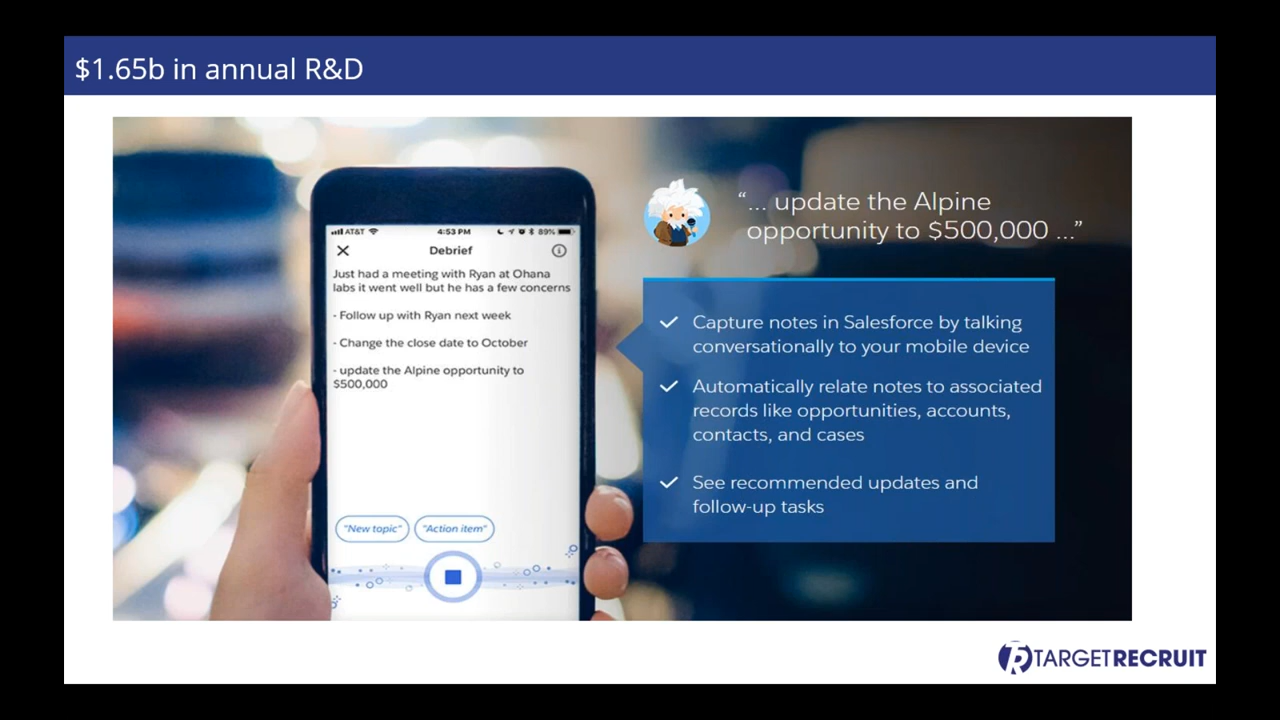 $1.65b in annual R&D
AT&T 4:53 PM 89%
Debrief
Just had a meeting with Ryan at Ohana
labs it went well but he has a few concerns
- Follow up with Ryan next week
- Change the close date to October
- update the Alpine opportunity to
$500,000
"New topic" "Action item"
“... update the Alpine
opportunity to $500,000 ...”
Capture notes in Salesforce by talking
conversationally to your mobile device
Automatically relate notes to associated
records like opportunities, accounts,
contacts, and cases
See recommended updates and
follow-up tasks
TARGETRECRUIT